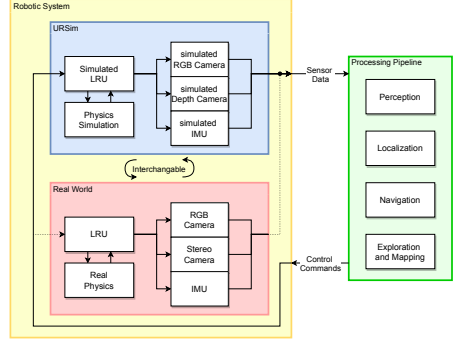 Robotic System
URSim
Simulated
LRU
Physics
Simulation
simulated
RGB Camera
simulated
Depth Camera
simulated
IMU
Interchangable
Real World
LRU
Real
Physics
RGB
Camera
Stereo
Camera
IMU
Sensor
Data
Control
Commands
Processing Pipeline
Perception
Localization
Navigation
Exploration
and Mapping